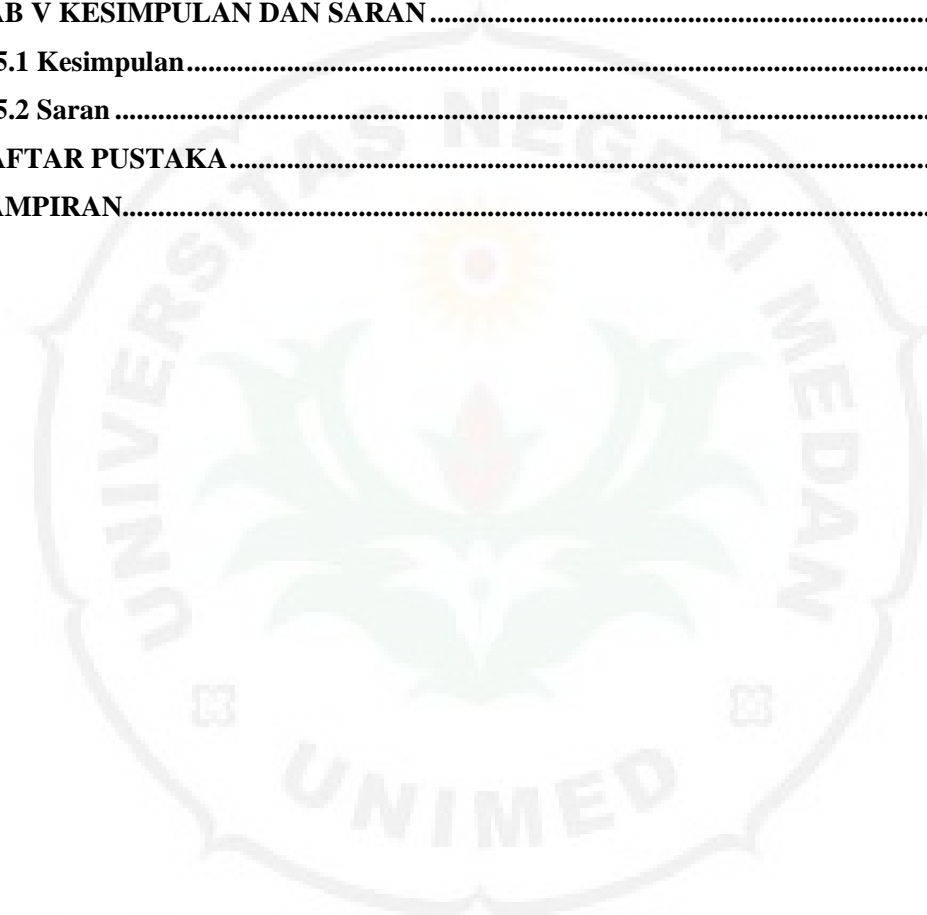 AB V KESIMPULAN DAN SARAN ........................................................................
5.1 Kesimpulan........................................................................................................
5.2 Saran ..................................................................................................................
AFTAR PUSTAKA....................................................................................................
AMPIRAN...................................................................................................................
UNIVERSITAS NEGERI MEDAN
UNIMED